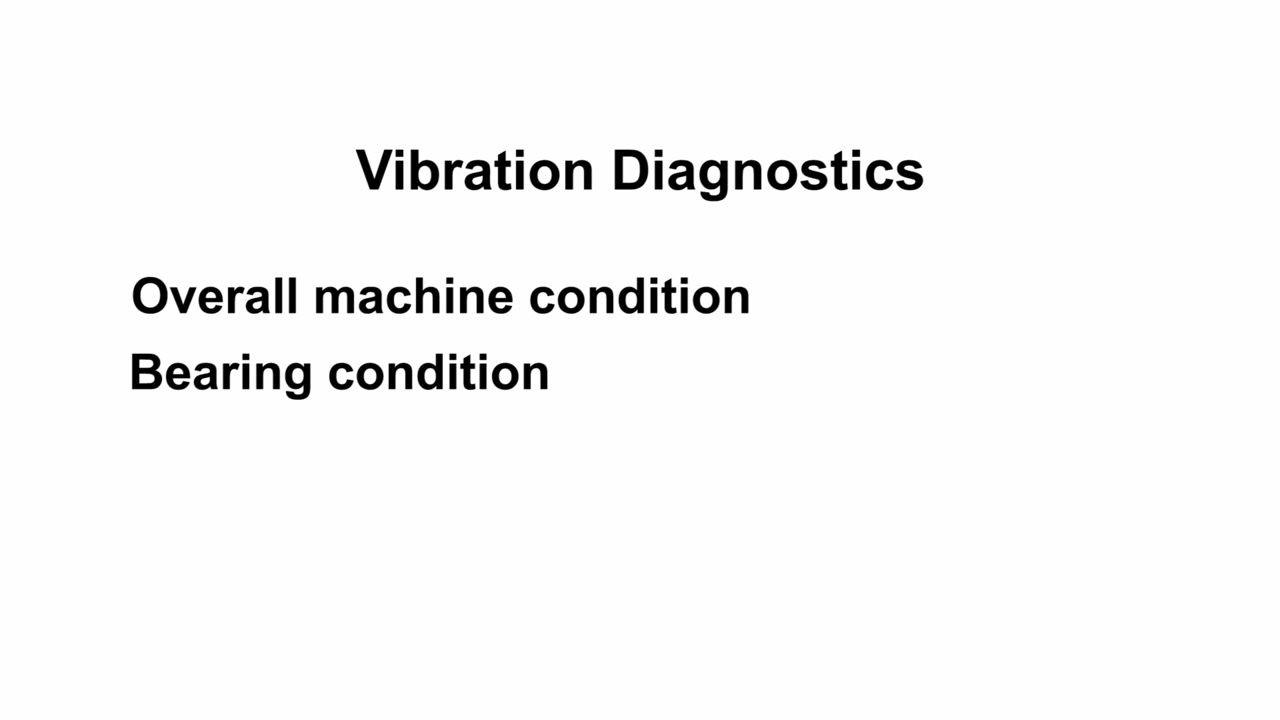 Vibration Diagnostics
Overall machine condition
Bearing condition